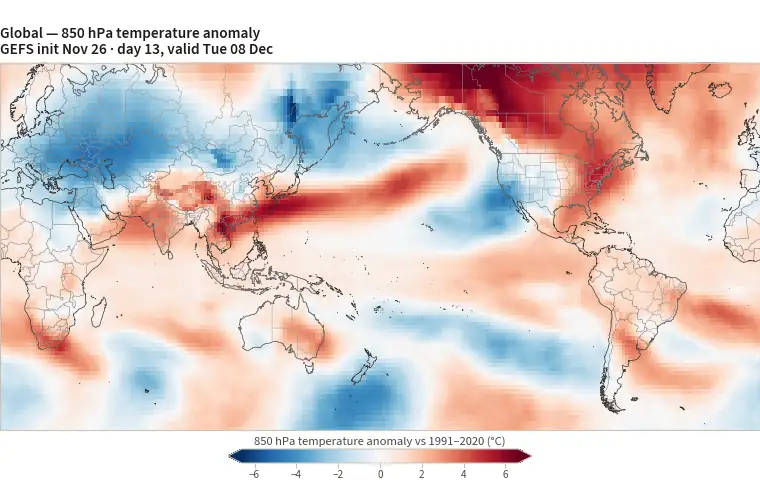 Global — 850 hPa temperature anomaly
GEFS init Nov 26 · day 13, valid Tue 08 Dec
850 hPa temperature anomaly vs 1991–2020 (°C)
−6 −4 −2 0 2 4 6